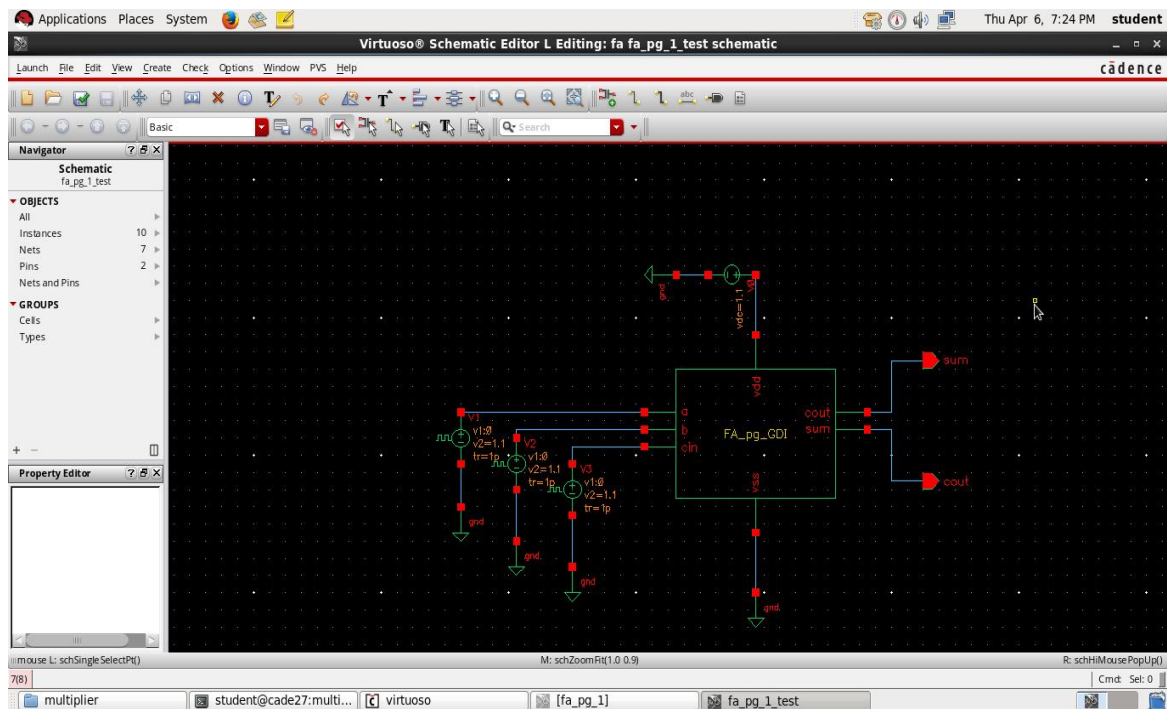 Applications Places System Thu Apr 6, 7:24 PM student
Virtuoso® Schematic Editor L Editing: fa fa_pg_1_test schematic
Launch File Edit View Create Check Options Window PVS Help cādence
abc
Basic Search
Navigator
Schematic
fa_pg_1_test
OBJECTS
All
Instances 10
Nets 7
Pins 2
Nets and Pins
GROUPS
Cells
Types
Property Editor
gnd
V0
vdc=1.1
vdd
a
b
cin
FA_pg_GDI
cout
sum
vss
sum
cout
V1
v1:0
v2=1.1
tr=1p
V2
v1:0
v2=1.1
tr=1p
V3
v1:0
v2=1.1
tr=1p
gnd
gnd
gnd
gnd
mouse L: schSingleSelectPt() M: schZoomFit(1.0 0.9) R: schHiMousePopUp()
7(8) Cmd: Sel: 0
multiplier student@cade27:multi... virtuoso [fa_pg_1] fa_pg_1_test